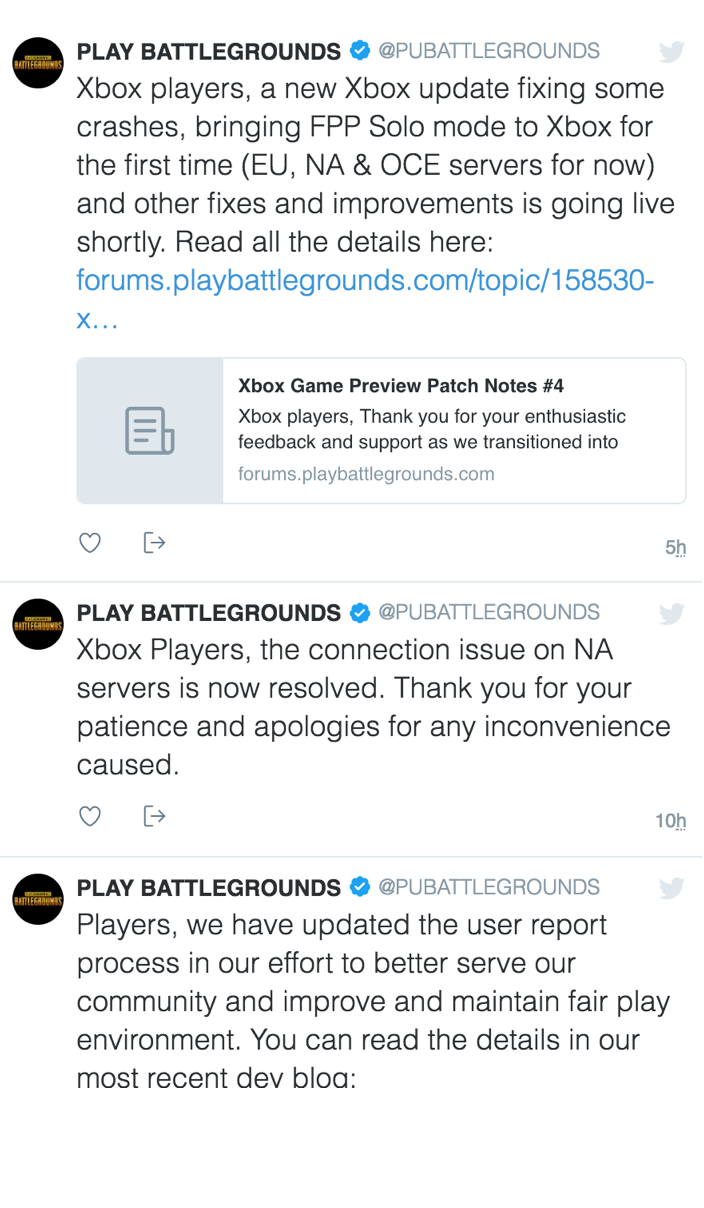 PLAY BATTLEGROUNDS @PUBATTLEGROUNDS
Xbox players, a new Xbox update fixing some
crashes, bringing FPP Solo mode to Xbox for
the first time (EU, NA & OCE servers for now)
and other fixes and improvements is going live
shortly. Read all the details here:
forums.playbattlegrounds.com/topic/158530-
x…
Xbox Game Preview Patch Notes #4
Xbox players, Thank you for your enthusiastic
feedback and support as we transitioned into
forums.playbattlegrounds.com
5h
PLAY BATTLEGROUNDS @PUBATTLEGROUNDS
Xbox Players, the connection issue on NA
servers is now resolved. Thank you for your
patience and apologies for any inconvenience
caused.
10h
PLAY BATTLEGROUNDS @PUBATTLEGROUNDS
Players, we have updated the user report
process in our effort to better serve our
community and improve and maintain fair play
environment. You can read the details in our
most recent dev blog: